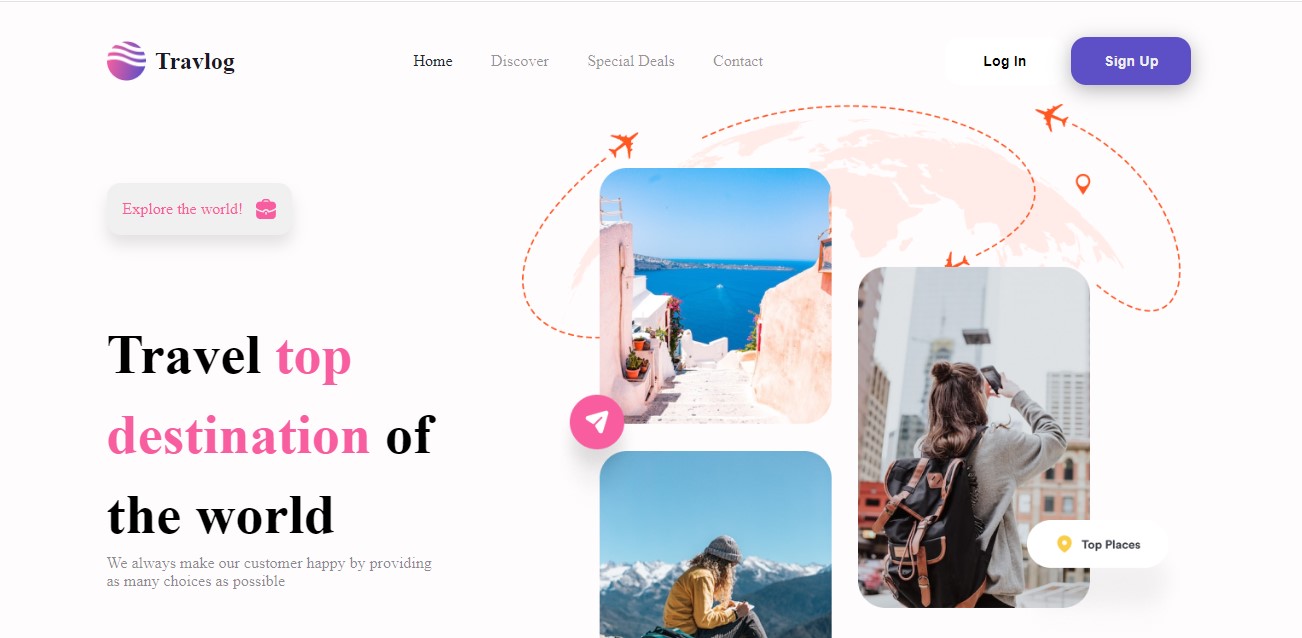 Travlog
Home
Discover
Special Deals
Contact
Log In
Sign Up
Explore the world!
Travel top
destination of
the world
We always make our customer happy by providing
as many choices as possible
Top Places